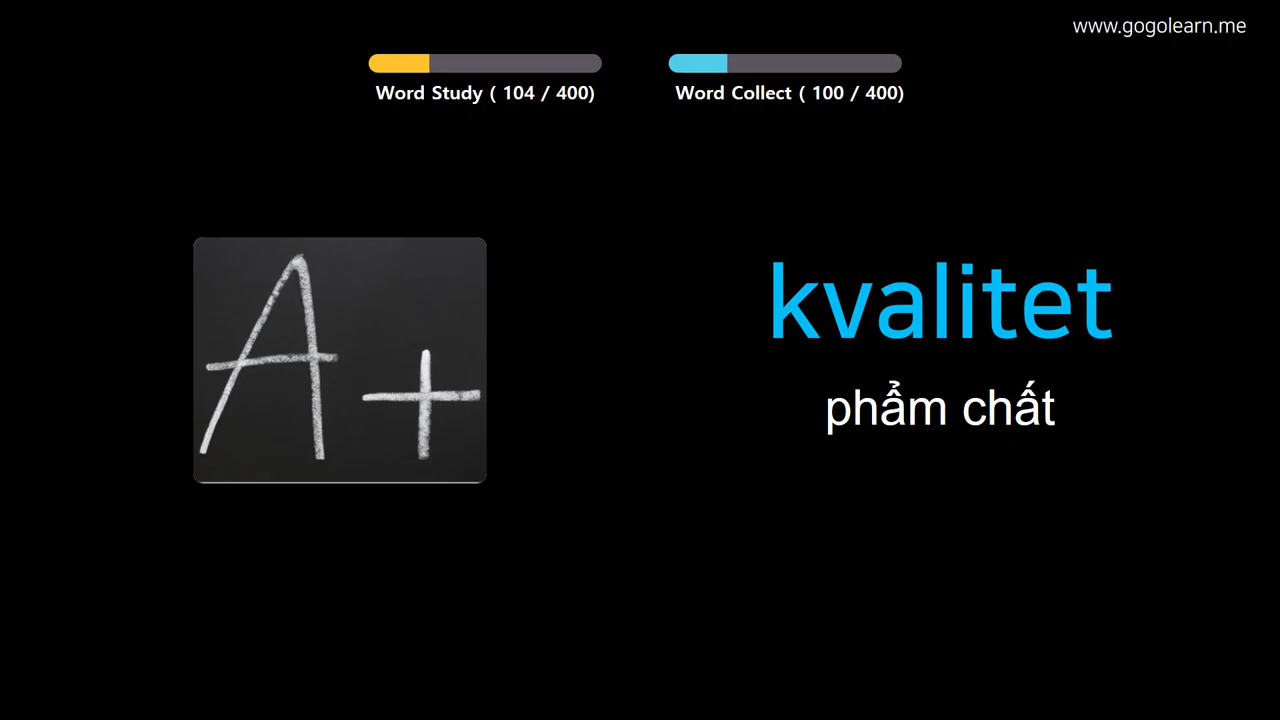 www.gogolearn.me
Word Study ( 104 / 400)
Word Collect ( 100 / 400)
A+
kvalitet
phẩm chất